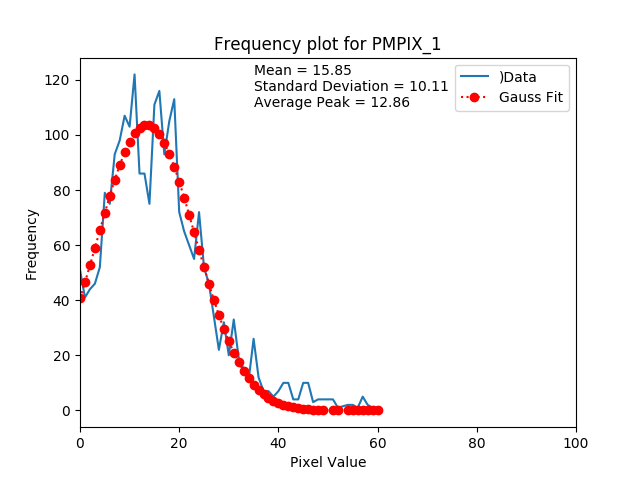 Frequency plot for PMPIX_1
Mean = 15.85
Standard Deviation = 10.11
Average Peak = 12.86
)Data
Gauss Fit
Frequency
120
100
80
60
40
20
0
0 20 40 60 80 100
Pixel Value